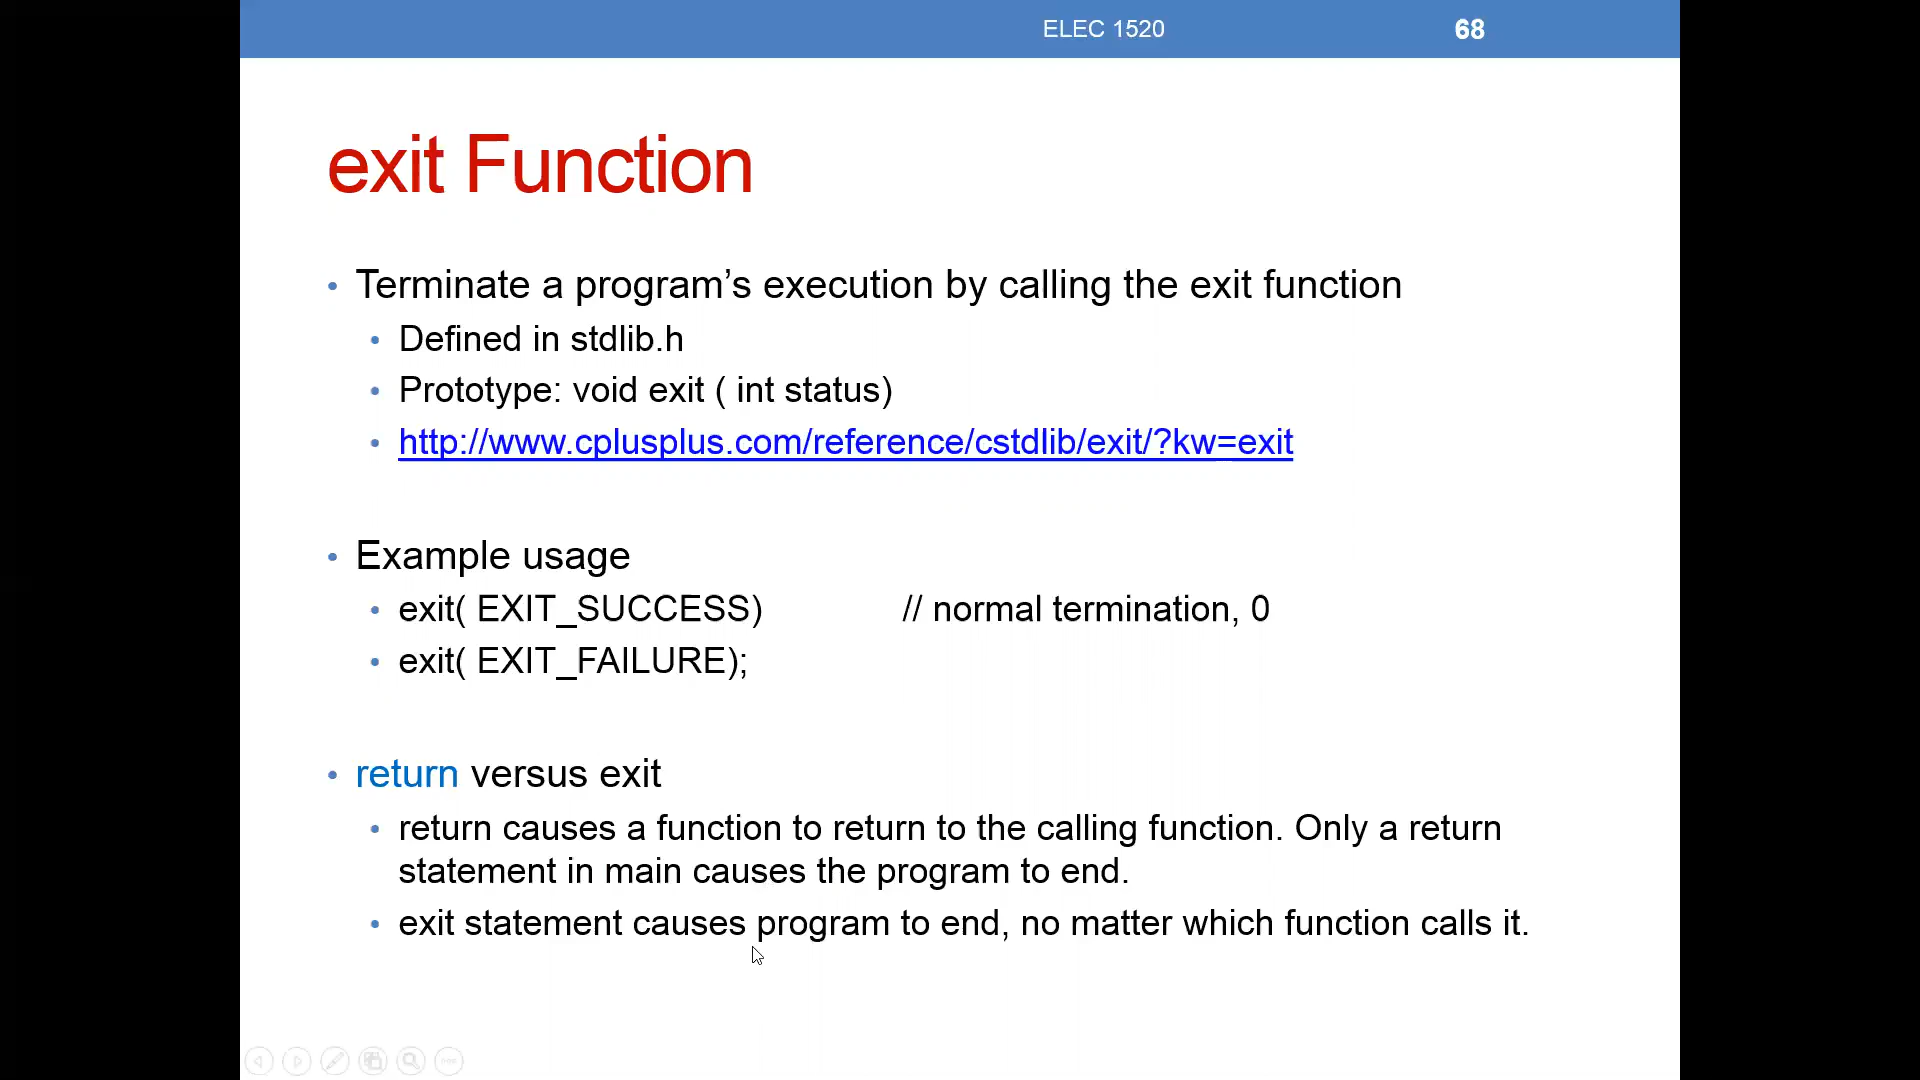 ELEC 1520
68
exit Function
• Terminate a program’s execution by calling the exit function
• Defined in stdlib.h
• Prototype: void exit ( int status)
• http://www.cplusplus.com/reference/cstdlib/exit/?kw=exit
• Example usage
• exit( EXIT_SUCCESS) // normal termination, 0
• exit( EXIT_FAILURE);
• return versus exit
• return causes a function to return to the calling function. Only a return
statement in main causes the program to end.
• exit statement causes program to end, no matter which function calls it.